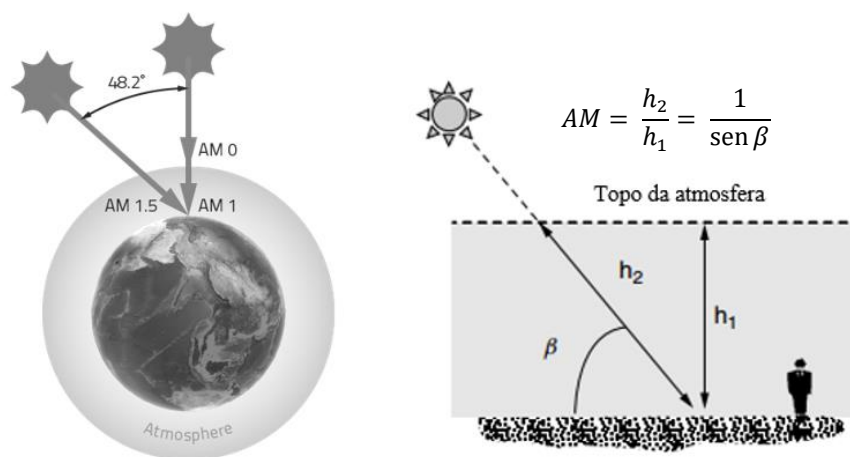 48.2°
AM 0
AM 1.5
AM 1
Atmosphere
AM = h₂/h₁ = 1/sen β
Topo da atmosfera
h₂
h₁
β